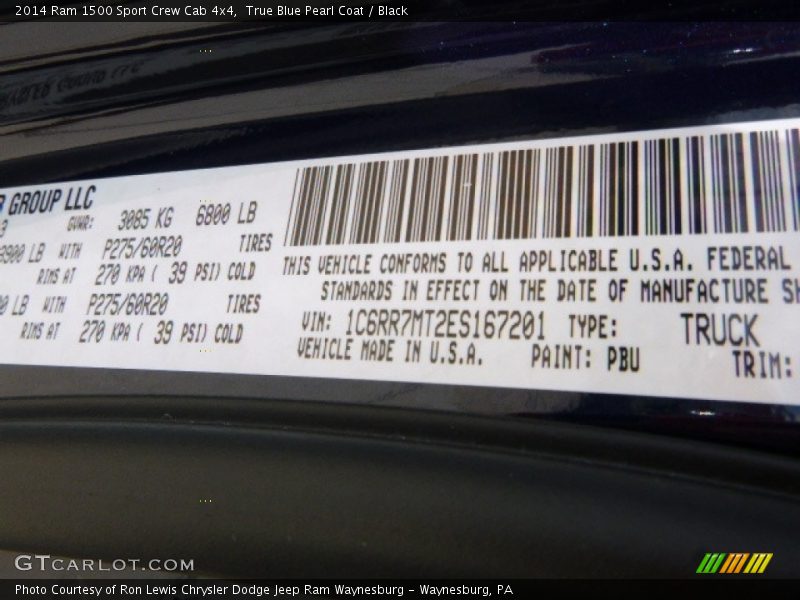 2014 Ram 1500 Sport Crew Cab 4x4, True Blue Pearl Coat / Black
GROUP LLC
GVWR: 3085 KG 6800 LB
3900 LB WITH P275/60R20 TIRES
RIMS AT 270 KPA ( 39 PSI) COLD
LB WITH P275/60R20 TIRES
RIMS AT 270 KPA ( 39 PSI) COLD
THIS VEHICLE CONFORMS TO ALL APPLICABLE U.S.A. FEDERAL
STANDARDS IN EFFECT ON THE DATE OF MANUFACTURE SH
VIN: 1C6RR7MT2ES167201 TYPE: TRUCK
VEHICLE MADE IN U.S.A. PAINT: PBU TRIM:
GTCARLOT.COM
Photo Courtesy of Ron Lewis Chrysler Dodge Jeep Ram Waynesburg – Waynesburg, PA